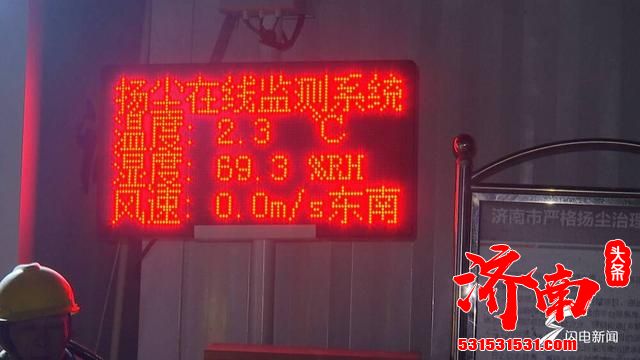 扬尘在线监测系统
温度: 2.3 ℃
湿度: 69.3 %RH
风速: 0.0m/s东南
济南市严格扬尘治理
济南
头条
531531531.com
闪电新闻